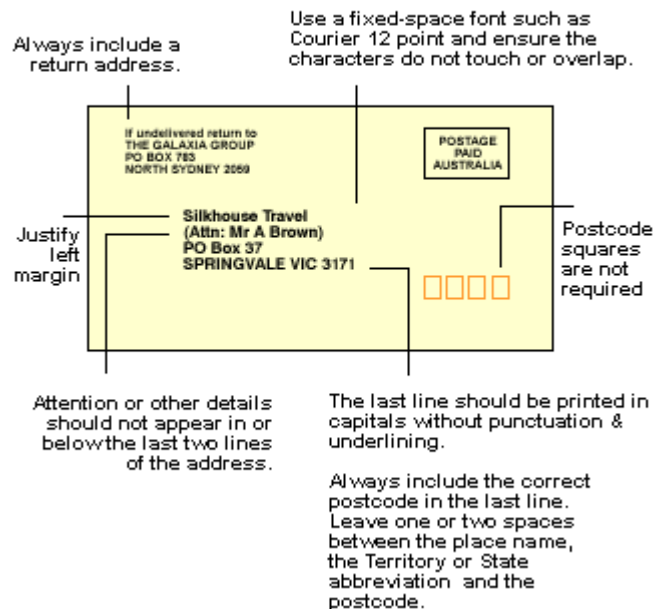 Always include a
return address.
Use a fixed-space font such as
Courier 12 point and ensure the
characters do not touch or overlap.
If undelivered return to
THE GALAXIA GROUP
PO BOX 783
NORTH SYDNEY 2059
POSTAGE
PAID
AUSTRALIA
Justify
left
margin
Silkhouse Travel
(Attn: Mr A Brown)
PO Box 37
SPRINGVALE VIC 3171
Postcode
squares
are not
required
Attention or other details
should not appear in or
below the last two lines
of the address.
The last line should be printed in
capitals without punctuation &
underlining.
Always include the correct
postcode in the last line.
Leave one or two spaces
between the place name,
the Territory or State
abbreviation and the
postcode.